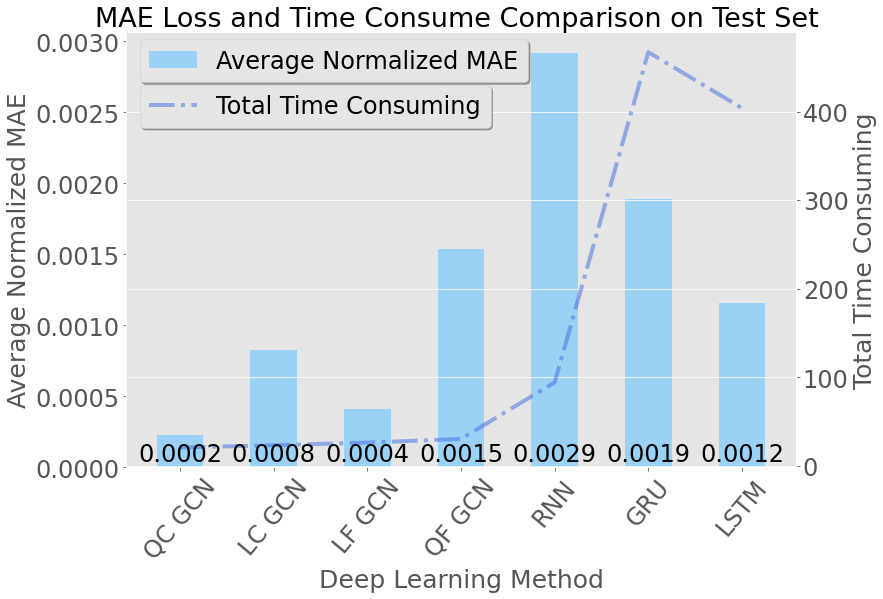 MAE Loss and Time Consume Comparison on Test Set
Average Normalized MAE
Total Time Consuming
Average Normalized MAE
0.0030
0.0025
0.0020
0.0015
0.0010
0.0005
0.0000
400
300
200
100
0
Total Time Consuming
0.0002 0.0008 0.0004 0.0015 0.0029 0.0019 0.0012
QC GCN LC GCN LF GCN QF GCN RNN GRU LSTM
Deep Learning Method